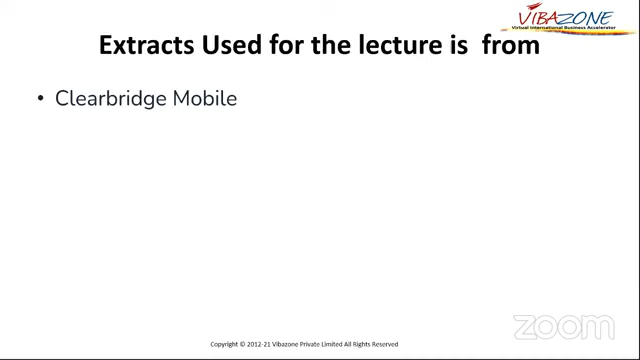 VIBAZONE
Virtual International Business Accelerator
Extracts Used for the lecture is from
• Clearbridge Mobile
zoom
Copyright © 2012-21 Vibazone Private Limited All Rights Reserved